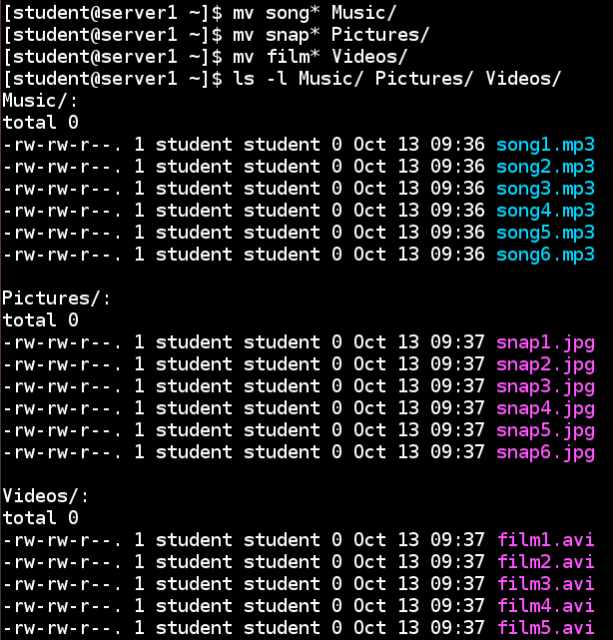 [student@server1 ~]$ mv song* Music/
[student@server1 ~]$ mv snap* Pictures/
[student@server1 ~]$ mv film* Videos/
[student@server1 ~]$ ls -l Music/ Pictures/ Videos/
Music/:
total 0
-rw-rw-r--. 1 student student 0 Oct 13 09:36 song1.mp3
-rw-rw-r--. 1 student student 0 Oct 13 09:36 song2.mp3
-rw-rw-r--. 1 student student 0 Oct 13 09:36 song3.mp3
-rw-rw-r--. 1 student student 0 Oct 13 09:36 song4.mp3
-rw-rw-r--. 1 student student 0 Oct 13 09:36 song5.mp3
-rw-rw-r--. 1 student student 0 Oct 13 09:36 song6.mp3
Pictures/:
total 0
-rw-rw-r--. 1 student student 0 Oct 13 09:37 snap1.jpg
-rw-rw-r--. 1 student student 0 Oct 13 09:37 snap2.jpg
-rw-rw-r--. 1 student student 0 Oct 13 09:37 snap3.jpg
-rw-rw-r--. 1 student student 0 Oct 13 09:37 snap4.jpg
-rw-rw-r--. 1 student student 0 Oct 13 09:37 snap5.jpg
-rw-rw-r--. 1 student student 0 Oct 13 09:37 snap6.jpg
Videos/:
total 0
-rw-rw-r--. 1 student student 0 Oct 13 09:37 film1.avi
-rw-rw-r--. 1 student student 0 Oct 13 09:37 film2.avi
-rw-rw-r--. 1 student student 0 Oct 13 09:37 film3.avi
-rw-rw-r--. 1 student student 0 Oct 13 09:37 film4.avi
-rw-rw-r--. 1 student student 0 Oct 13 09:37 film5.avi